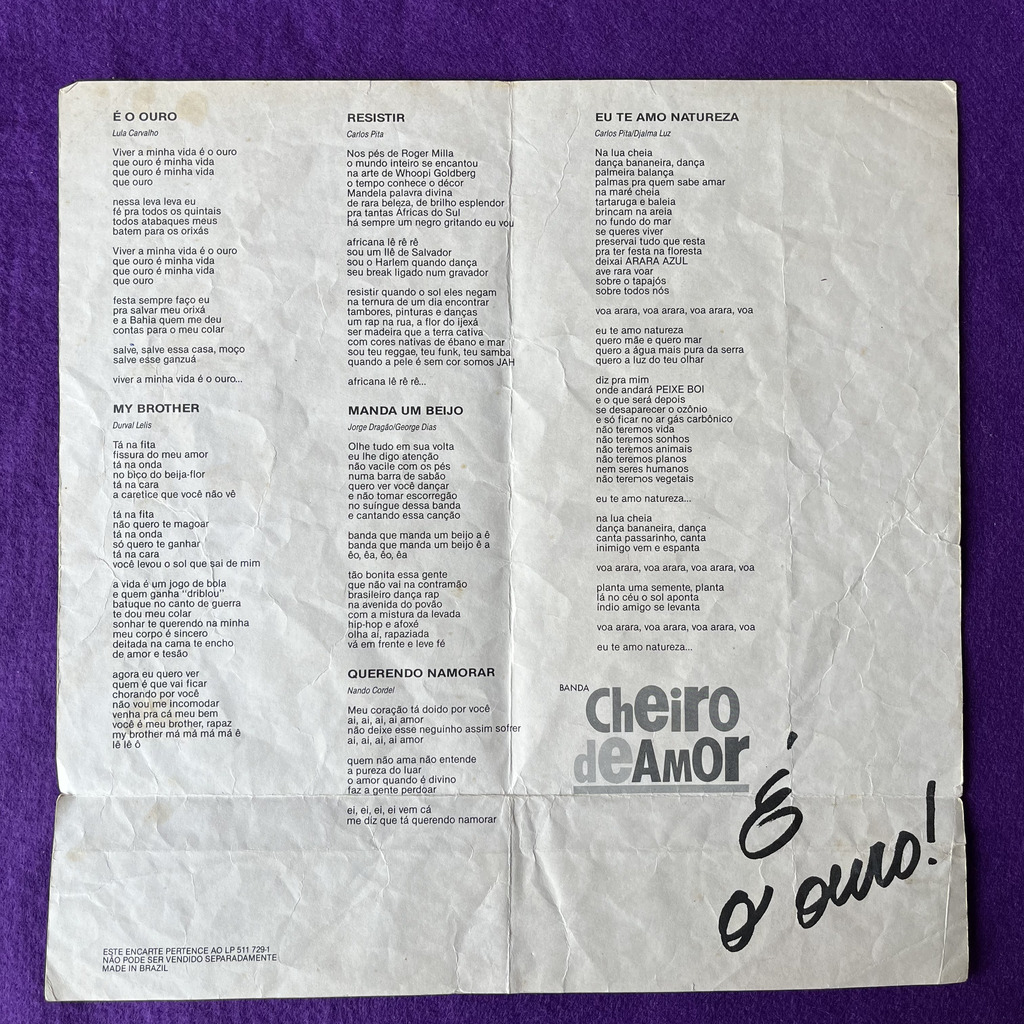 É O OURO
Lula Carvalho
Viver a minha vida é o ouro
que ouro é minha vida
que ouro é minha vida
que ouro
nessa leva leva eu
fé pra todos os quintais
todos atabaques meus
batem para os orixás
Viver a minha vida é o ouro
que ouro é minha vida
que ouro é minha vida
que ouro
festa sempre faço eu
pra salvar meu orixá
e a Bahia quem me deu
contas para o meu colar
salve, salve essa casa, moço
salve esse ganzuá
viver a minha vida é o ouro...
MY BROTHER
Durval Lelis
Tá na fita
fissura do meu amor
tá na onda
no bico do beija-flor
tá na cara
a caretice que você não vê
tá na fita
não quero te magoar
tá na onda
só quero te ganhar
tá na cara
você levou o sol que sai de mim
a vida é um jogo de bola
e quem ganha "driblou"
batuque no canto de guerra
te dou meu colar
sonhar te querendo na minha
meu corpo é sincero
deitada na cama te encho
de amor e tesão
agora eu quero ver
quem é que vai ficar
chorando por você
não vou me incomodar
venha pra cá meu bem
você é meu brother, rapaz
my brother má má má má ê
lê lê ô
RESISTIR
Carlos Pita
Nos pés de Roger Milla
o mundo inteiro se encantou
na arte de Whoopi Goldberg
o tempo conhece o décor
Mandela palavra divina
de rara beleza, de brilho esplendor
pra tantas Áfricas do Sul
há sempre um negro gritando eu vou
africana lê rê rê
sou um Ilê de Salvador
sou o Harlem quando dança
seu break ligado num gravador
resistir quando o sol eles negam
na ternura de um dia encontrar
tambores, pinturas e danças
um rap na rua, a flor do ijexá
ser madeira que a terra cativa
com cores nativas de ébano e mar
sou teu reggae, teu funk, teu samba
quando a pele é sem cor somos JAH
africana lê rê rê...
MANDA UM BEIJO
Jorge Dragão/George Dias
Olhe tudo em sua volta
eu lhe digo atenção
não vacile com os pés
numa barra de sabão
quero ver você dançar
e não tomar escorregão
no suingue dessa banda
e cantando essa canção
banda que manda um beijo a ê
banda que manda um beijo ê a
êo, êa, êo, êa
tão bonita essa gente
que não vai na contramão
brasileiro dança rap
na avenida do povão
com a mistura da levada
hip-hop e afoxé
olha aí, rapaziada
vá em frente e leve fé
QUERENDO NAMORAR
Nando Cordel
Meu coração tá doido por você
ai, ai, ai, ai amor
não deixe esse neguinho assim sofrer
ai, ai, ai, ai amor
quem não ama não entende
a pureza do luar
o amor quando é divino
faz a gente perdoar
ei, ei, ei, ei vem cá
me diz que tá querendo namorar
EU TE AMO NATUREZA
Carlos Pita/Djalma Luz
Na lua cheia
dança bananeira, dança
palmeira balança
palmas pra quem sabe amar
na maré cheia
tartaruga e baleia
brincam na areia
no fundo do mar
se queres viver
preservai tudo que resta
pra ter festa na floresta
deixai ARARA AZUL
ave rara voar
sobre o tapajós
sobre todos nós
voa arara, voa arara, voa arara, voa
eu te amo natureza
quero mãe e quero mar
quero a água mais pura da serra
quero a luz do teu olhar
diz pra mim
onde andará PEIXE BOI
e o que será depois
se desaparecer o ozônio
e só ficar no ar gás carbônico
não teremos vida
não teremos sonhos
não teremos animais
não teremos planos
nem seres humanos
não teremos vegetais
eu te amo natureza...
na lua cheia
dança bananeira, dança
canta passarinho, canta
inimigo vem e espanta
voa arara, voa arara, voa arara, voa
planta uma semente, planta
lá no céu o sol aponta
índio amigo se levanta
voa arara, voa arara, voa arara, voa
eu te amo natureza...
BANDA
Cheiro
de AMOr
É
o ouro!
ESTE ENCARTE PERTENCE AO LP 511 729-1
NÃO PODE SER VENDIDO SEPARADAMENTE
MADE IN BRAZIL